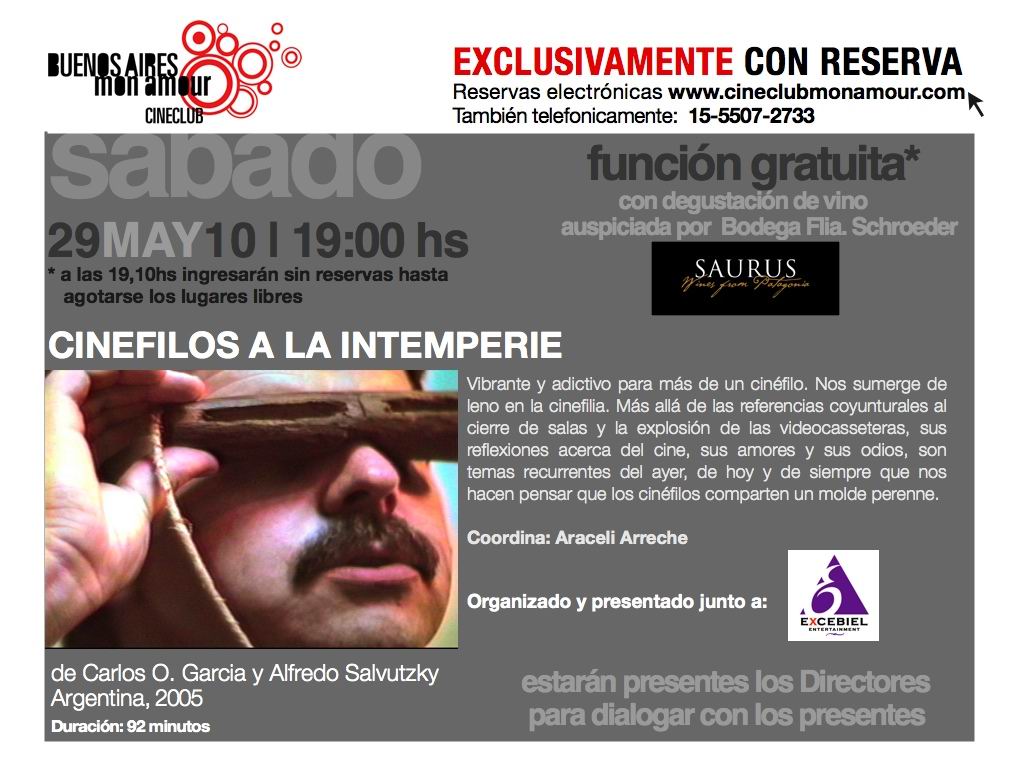 BUENOS AIRES
mon amour
CINECLUB
EXCLUSIVAMENTE CON RESERVA
Reservas electrónicas www.cineclubmonamour.com
También telefonicamente: 15-5507-2733
sabado
29MAY10 | 19:00 hs
* a las 19,10hs ingresarán sin reservas hasta
agotarse los lugares libres
función gratuita*
con degustación de vino
auspiciada por Bodega Flia. Schroeder
SAURUS
Wines from Patagonia
CINEFILOS A LA INTEMPERIE
Vibrante y adictivo para más de un cinéfilo. Nos sumerge de
leno en la cinefilia. Más allá de las referencias coyunturales al
cierre de salas y la explosión de las videocasseteras, sus
reflexiones acerca del cine, sus amores y sus odios, son
temas recurrentes del ayer, de hoy y de siempre que nos
hacen pensar que los cinéfilos comparten un molde perenne.
Coordina: Araceli Arreche
Organizado y presentado junto a:
EXCEBIEL
ENTERTAINMENT
de Carlos O. Garcia y Alfredo Salvutzky
Argentina, 2005
Duración: 92 minutos
estarán presentes los Directores
para dialogar con los presentes